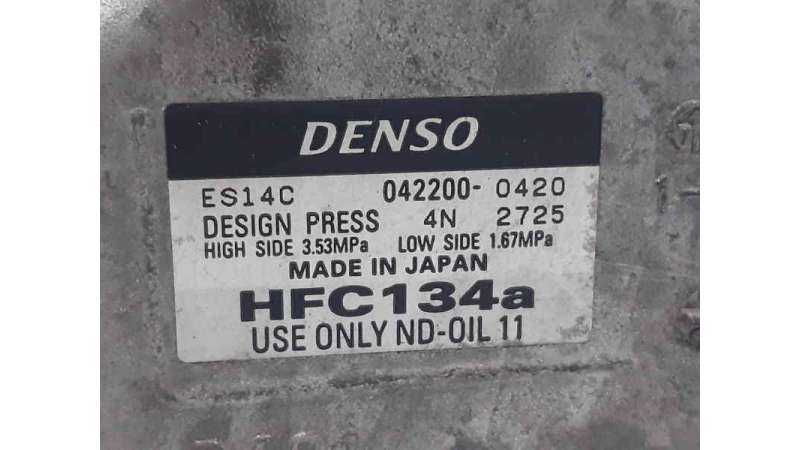 DENSO
ES14C 042200-0420
DESIGN PRESS 4N 2725
HIGH SIDE 3.53MPa LOW SIDE 1.67MPa
MADE IN JAPAN
HFC134a
USE ONLY ND-OIL 11